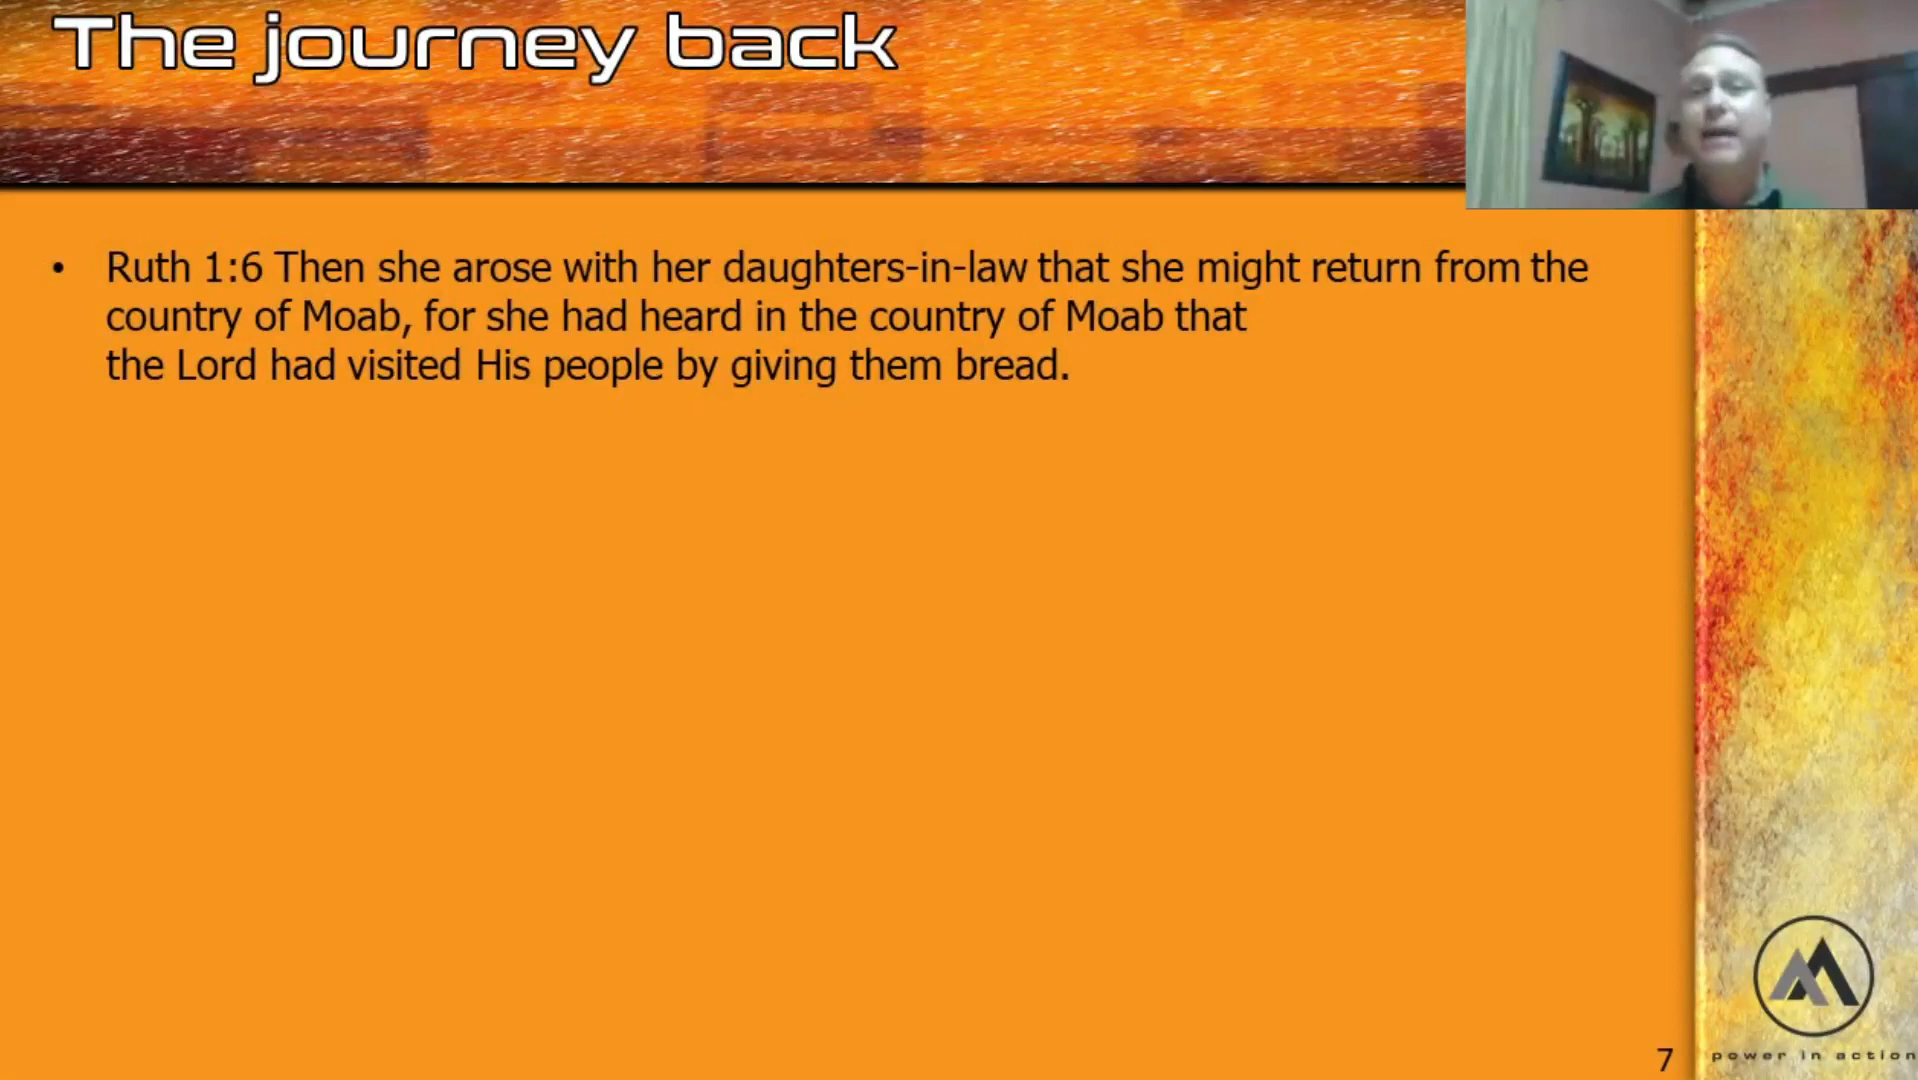 The journey back
• Ruth 1:6 Then she arose with her daughters-in-law that she might return from the
country of Moab, for she had heard in the country of Moab that
the Lord had visited His people by giving them bread.
7
power in action